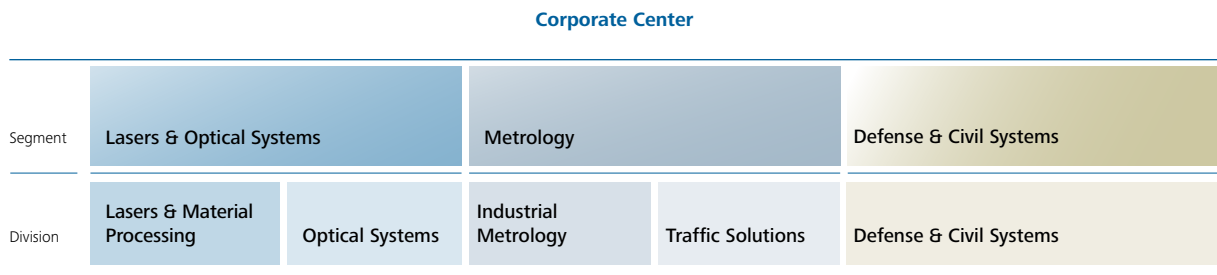 Corporate Center
Segment
Lasers & Optical Systems
Metrology
Defense & Civil Systems
Division
Lasers & Material
Processing
Optical Systems
Industrial
Metrology
Traffic Solutions
Defense & Civil Systems